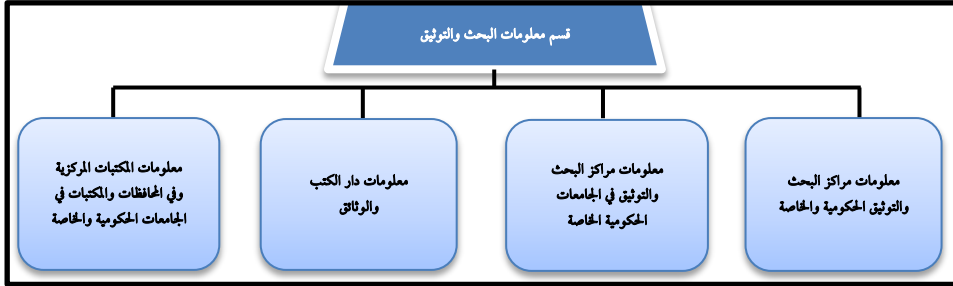 قسم معلومات البحث والتوثيق
معلومات مراكز البحث
والتوثيق الحكومية والخاصة
معلومات مراكز البحث
والتوثيق في الجامعات
الحكومية الخاصة
معلومات دار الكتب
والوثائق
معلومات المكتبات المركزية
وفي المحافظات والمكتبات في
الجامعات الحكومية والخاصة